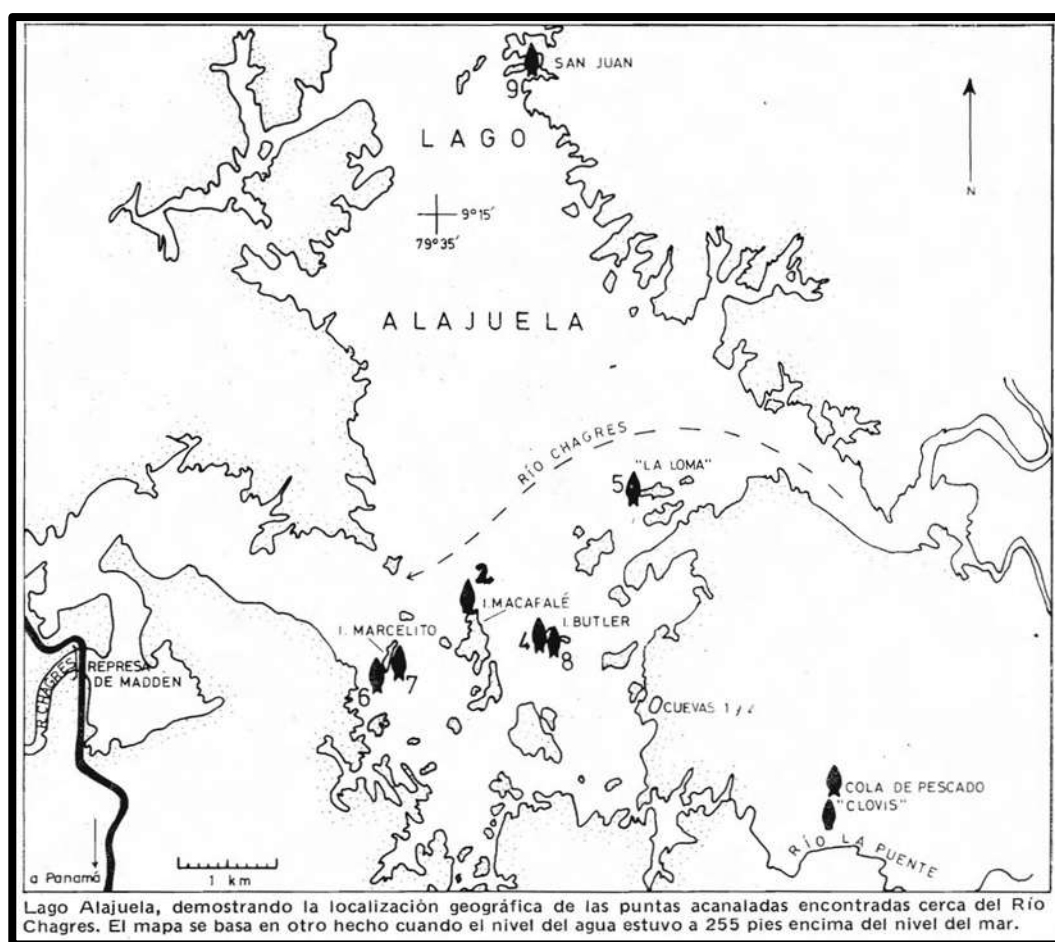 SAN JUAN
9
LAGO
N
9°15′
79°35′
ALAJUELA
RÍO CHAGRES
"LA LOMA"
5
2
I. MACAFALÉ
I. BUTLER
4
8
I. MARCELITO
6
7
REPRESA
DE MADDEN
R. CHAGRES
CUEVAS 1 y
COLA DE PESCADO
"CLOVIS"
RÍO LA PUENTE
a Panamá
1 km
Lago Alajuela, demostrando la localización geográfica de las puntas acanaladas encontradas cerca del Río
Chagres. El mapa se basa en otro hecho cuando el nivel del agua estuvo a 255 pies encima del nivel del mar.